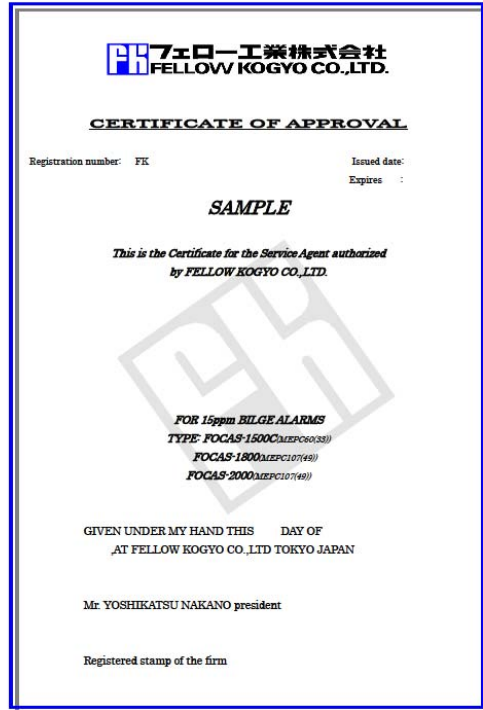 フェロー工業株式会社
FELLOW KOGYO CO.,LTD.
CERTIFICATE OF APPROVAL
Registration number: FK Issued date:
Expires :
SAMPLE
This is the Certificate for the Service Agent authorized
by FELLOW KOGYO CO.,LTD.
FOR 15ppm BILGE ALARMS
TYPE: FOCAS-1500C(MEPC60(33))
FOCAS-1800(MEPC107(49))
FOCAS-2000(MEPC107(49))
GIVEN UNDER MY HAND THIS DAY OF
,AT FELLOW KOGYO CO.,LTD TOKYO JAPAN
Mr. YOSHIKATSU NAKANO president
Registered stamp of the firm